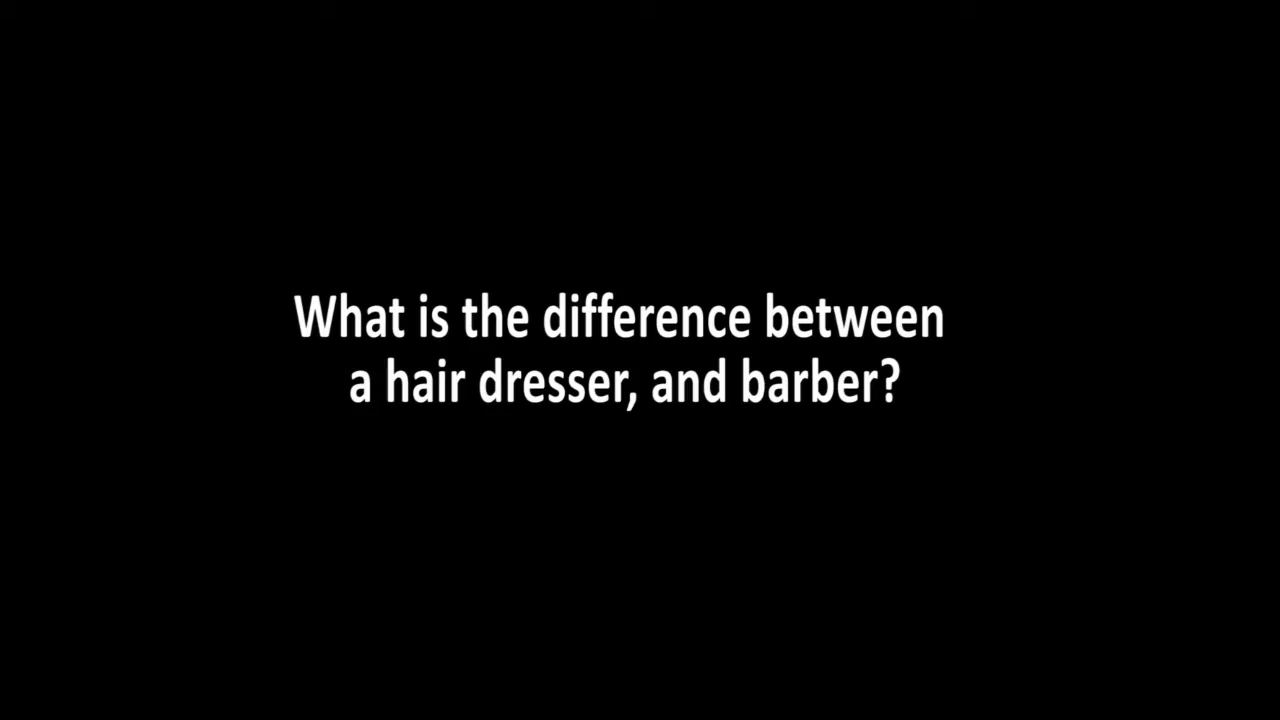 What is the difference between
a hair dresser, and barber?